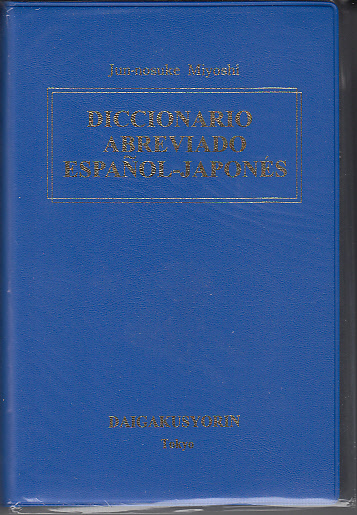 Jun-nosuke Miyoshi
DICCIONARIO
ABREVIADO
ESPAÑOL-JAPONÉS
DAIGAKUSYORIN
Tokyo